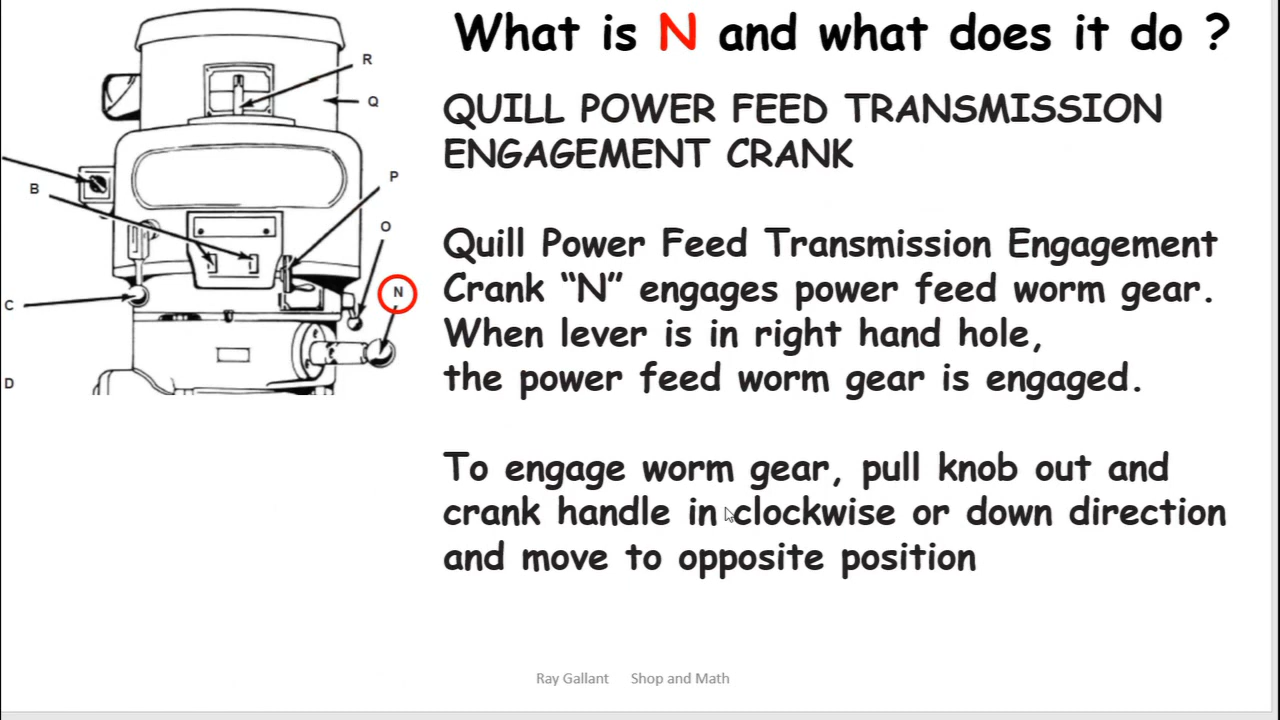 What is N and what does it do ?
R
Q
QUILL POWER FEED TRANSMISSION
ENGAGEMENT CRANK
P
B
O
Quill Power Feed Transmission Engagement
Crank “N” engages power feed worm gear.
When lever is in right hand hole,
the power feed worm gear is engaged.
N
C
D
To engage worm gear, pull knob out and
crank handle in clockwise or down direction
and move to opposite position
Ray Gallant Shop and Math